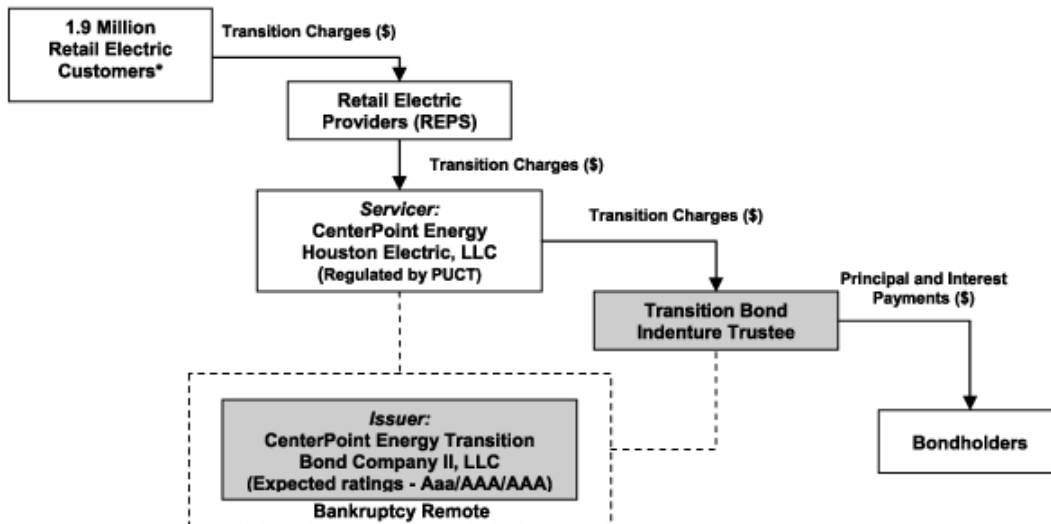 1.9 Million
Retail Electric
Customers*
Transition Charges ($)
Retail Electric
Providers (REPS)
Transition Charges ($)
Servicer:
CenterPoint Energy
Houston Electric, LLC
(Regulated by PUCT)
Transition Charges ($)
Transition Bond
Indenture Trustee
Principal and Interest
Payments ($)
Bondholders
Issuer:
CenterPoint Energy Transition
Bond Company II, LLC
(Expected ratings - Aaa/AAA/AAA)
Bankruptcy Remote